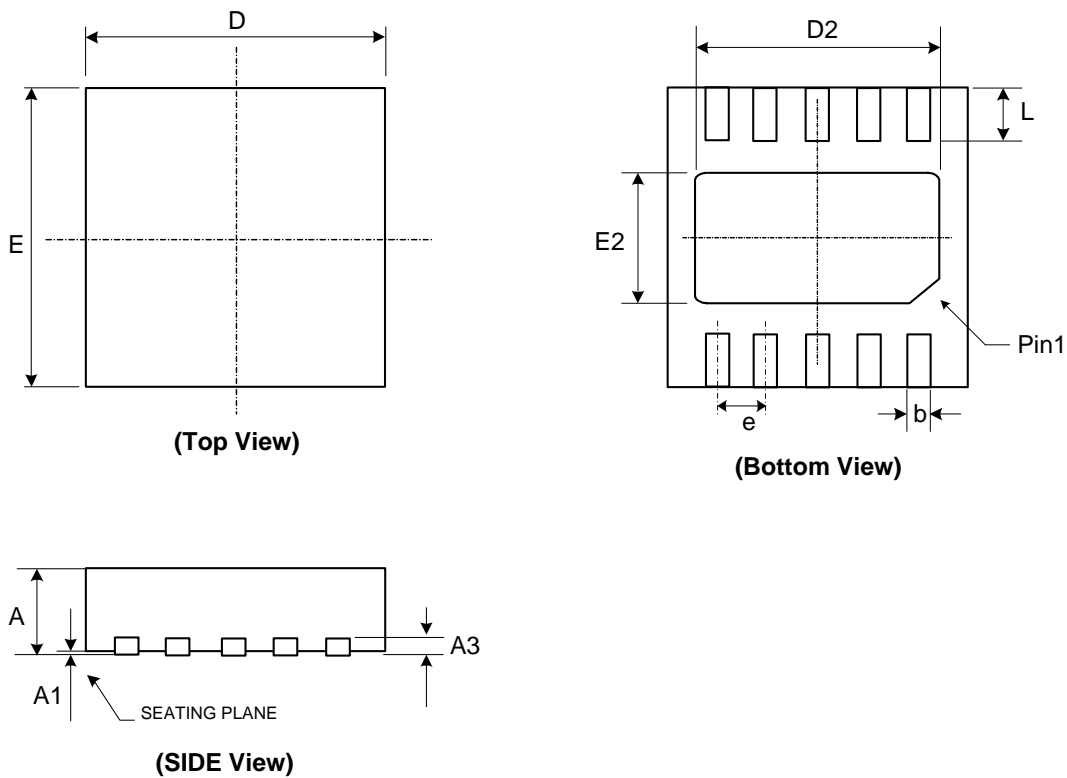 D
E
(Top View)
D2
L
E2
Pin1
e
b
(Bottom View)
A
A3
A1
SEATING PLANE
(SIDE View)